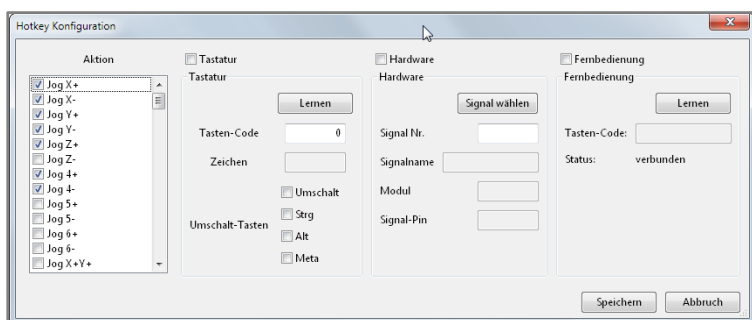 Hotkey Konfiguration
Aktion
Jog X+
Jog X-
Jog Y+
Jog Y-
Jog Z+
Jog Z-
Jog 4+
Jog 4-
Jog 5+
Jog 5-
Jog 6+
Jog 6-
Jog X+Y+
Tastatur
Tastatur
Lernen
Tasten-Code 0
Zeichen
Umschalt-Tasten
Umschalt
Strg
Alt
Meta
Hardware
Hardware
Signal wählen
Signal Nr.
Signalname
Modul
Signal-Pin
Fernbedienung
Fernbedienung
Lernen
Tasten-Code:
Status: verbunden
Speichern
Abbruch